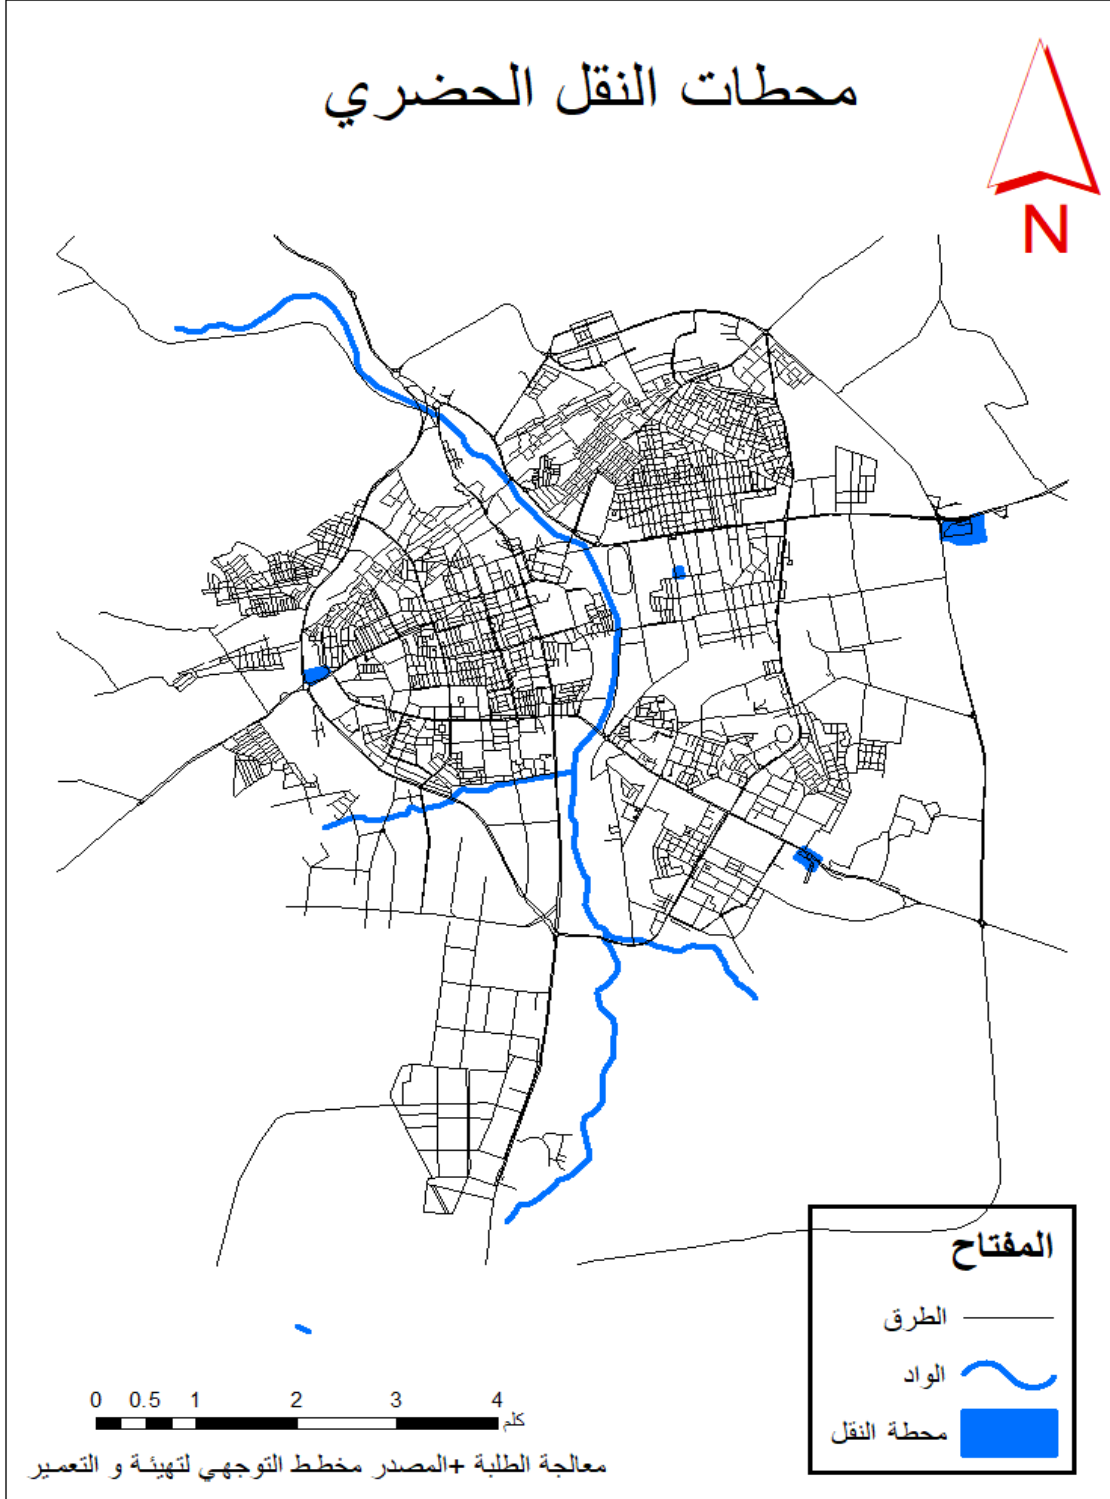 محطات النقل الحضري
N
المفتاح
الطرق
الواد
محطة النقل
0 0.5 1 2 3 4
كلم
معالجة الطلبة +المصدر مخطط التوجهي لتهيئة و التعمير